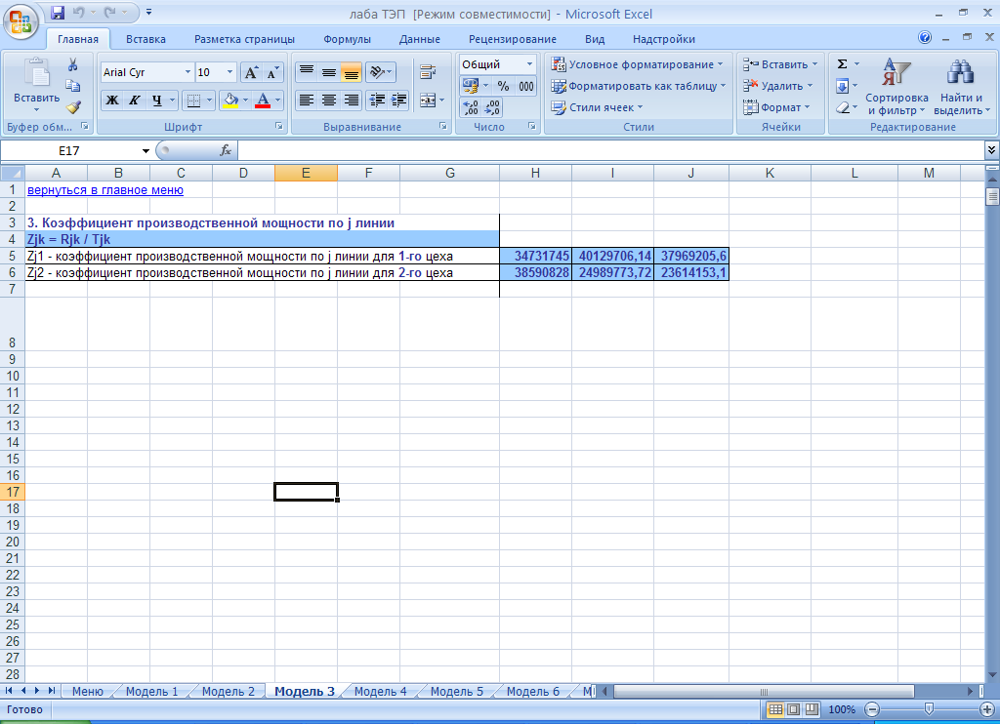 лаба ТЭП [Режим совместимости] - Microsoft Excel
Главная Вставка Разметка страницы Формулы Данные Рецензирование Вид Надстройки
Вставить
Буфер обм...
Arial Cyr 10
Ж К Ч
Шрифт
Выравнивание
Общий
% 000
Число
Условное форматирование
Форматировать как таблицу
Стили ячеек
Стили
Вставить
Удалить
Формат
Ячейки
Σ
Сортировка и фильтр
Найти и выделить
Редактирование
E17 fx
A B C D E F G H I J K L M
1 вернуться в главное меню
2
3 3. Коэффициент производственной мощности по j линии
4 Zjk = Rjk / Tjk
5 Zj1 - коэффициент производственной мощности по j линии для 1-го цеха 34731745 40129706,14 37969205,6
6 Zj2 - коэффициент производственной мощности по j линии для 2-го цеха 38590828 24989773,72 23614153,1
7
8
9
10
11
12
13
14
15
16
17
18
19
20
21
22
23
24
25
26
27
28
Меню Модель 1 Модель 2 Модель 3 Модель 4 Модель 5 Модель 6
Готово 100%